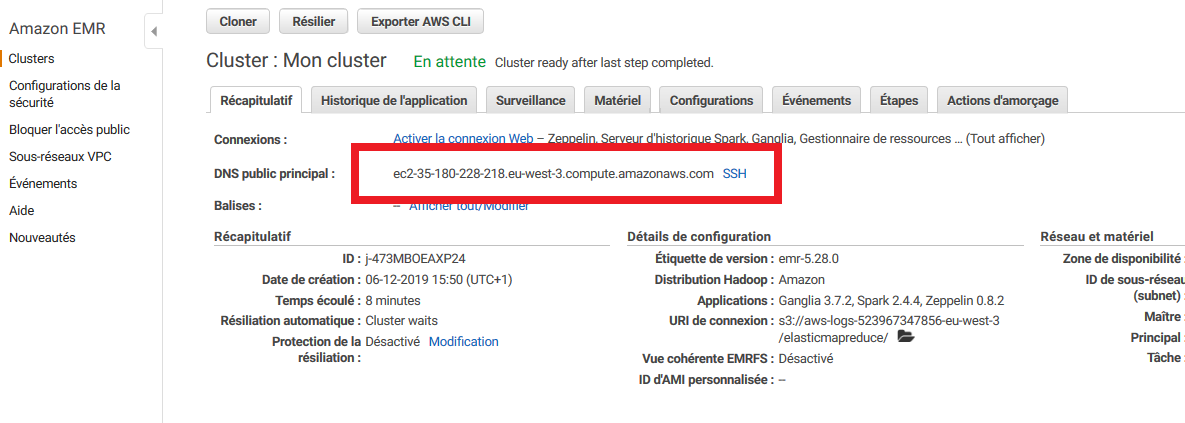 Amazon EMR
Clusters
Configurations de la
sécurité
Bloquer l'accès public
Sous-réseaux VPC
Événements
Aide
Nouveautés
Cloner Résilier Exporter AWS CLI
Cluster : Mon cluster En attente Cluster ready after last step completed.
Récapitulatif Historique de l'application Surveillance Matériel Configurations Événements Étapes Actions d'amorçage
Connexions : Activer la connexion Web – Zeppelin, Serveur d'historique Spark, Ganglia, Gestionnaire de ressources ... (Tout afficher)
DNS public principal : ec2-35-180-228-218.eu-west-3.compute.amazonaws.com SSH
Balises : -- Afficher tout/Modifier
Récapitulatif
ID : j-473MBOEAXP24
Date de création : 06-12-2019 15:50 (UTC+1)
Temps écoulé : 8 minutes
Résiliation automatique : Cluster waits
Protection de la Désactivé Modification
résiliation :
Détails de configuration
Étiquette de version : emr-5.28.0
Distribution Hadoop : Amazon
Applications : Ganglia 3.7.2, Spark 2.4.4, Zeppelin 0.8.2
URI de connexion : s3://aws-logs-523967347856-eu-west-3
/elasticmapreduce/
Vue cohérente EMRFS : Désactivé
ID d'AMI personnalisée : --
Réseau et matériel
Zone de disponibilité :
ID de sous-réseau
(subnet) :
Maître :
Principal :
Tâche :